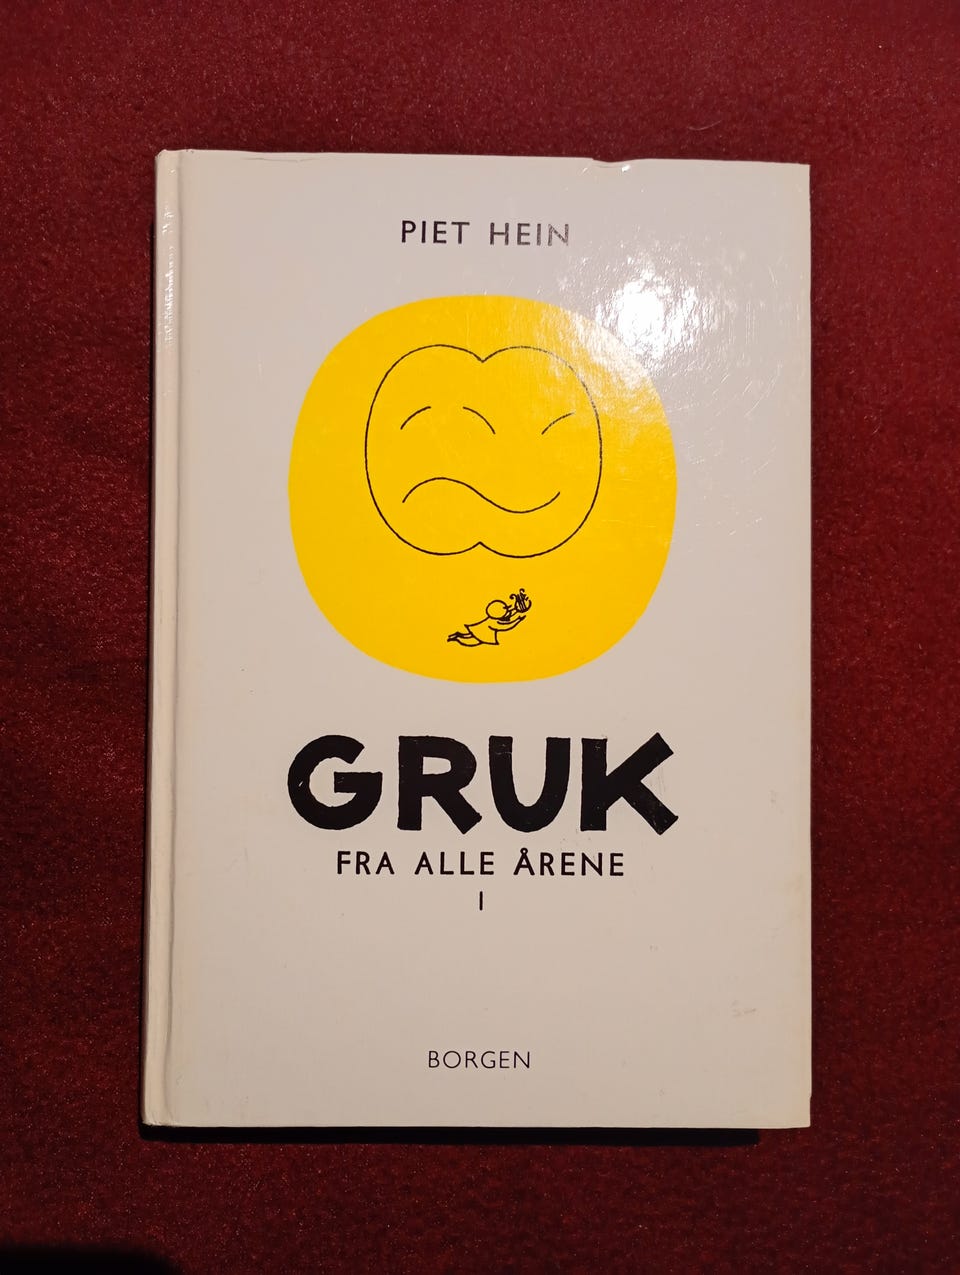 PIET HEIN
GRUK
FRA ALLE ÅRENE
I
BORGEN